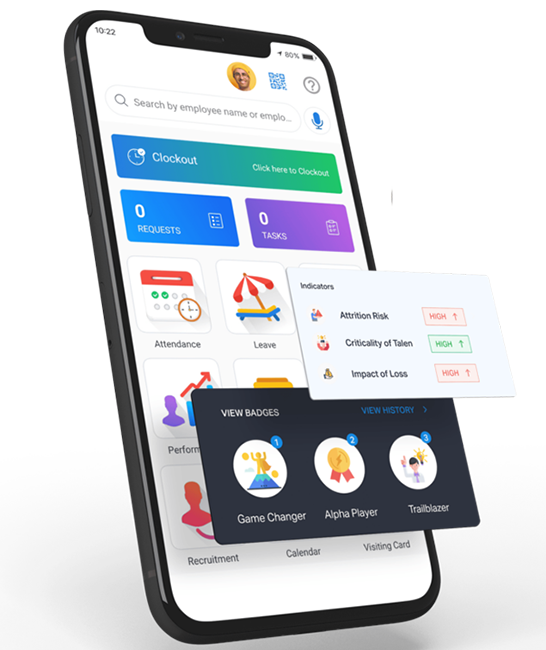 10:22
80%
Search by employee name or emplo...
Clockout
Click here to Clockout
0
REQUESTS
0
TASKS
Attendance
Leave
Indicators
Attrition Risk
HIGH ↑
Criticality of Talen
HIGH ↑
Impact of Loss
HIGH ↑
Perform
VIEW BADGES
VIEW HISTORY >
1
2
3
Game Changer
Alpha Player
Trailblazer
Recruitment
Calendar
Visiting Card